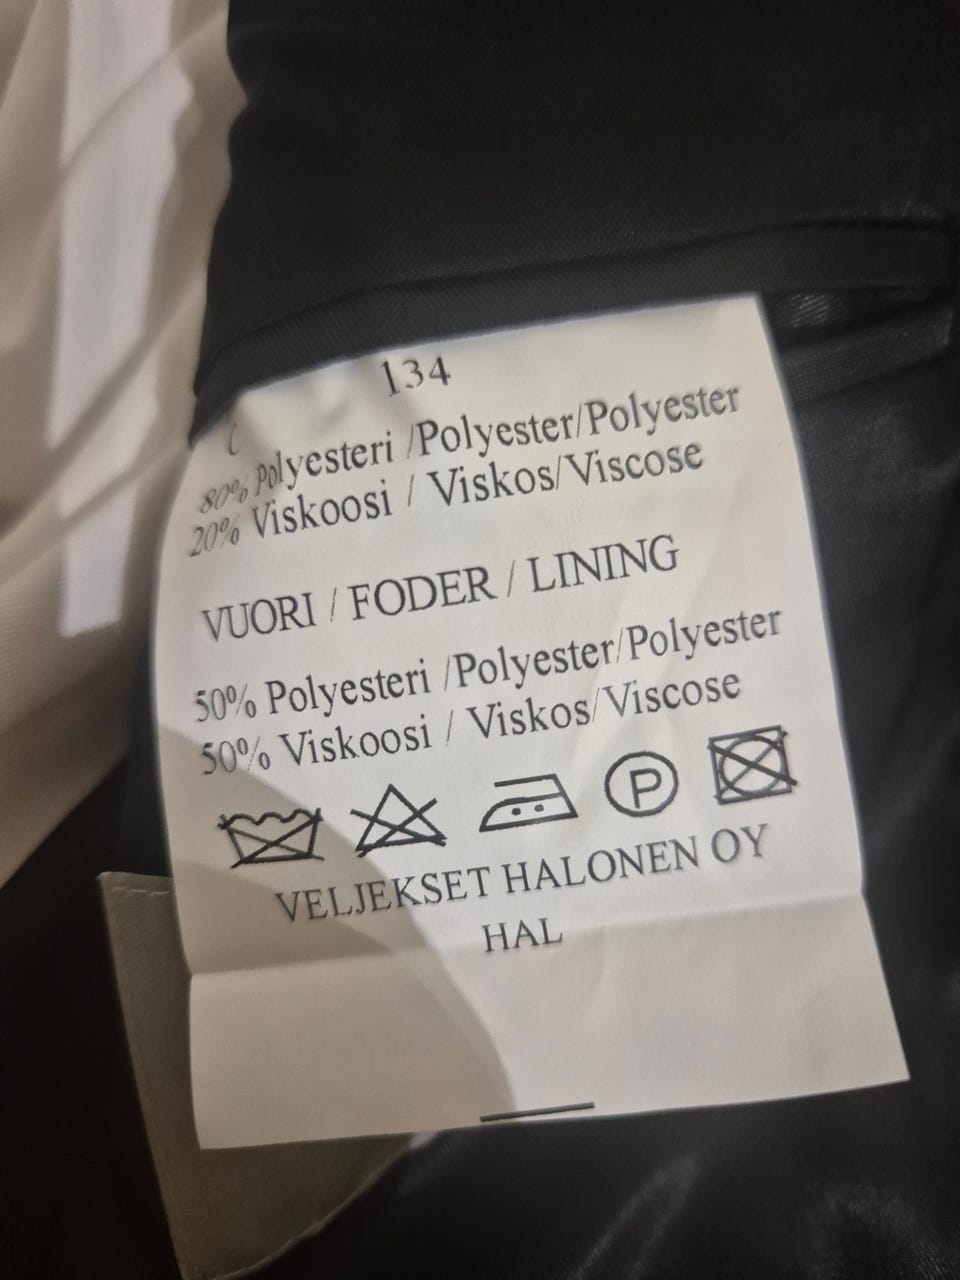 134
C
80% Polyesteri /Polyester/Polyester
20% Viskoosi / Viskos/Viscose
VUORI / FODER / LINING
50% Polyesteri /Polyester/Polyester
50% Viskoosi / Viskos/Viscose
P
VELJEKSET HALONEN OY
HAL